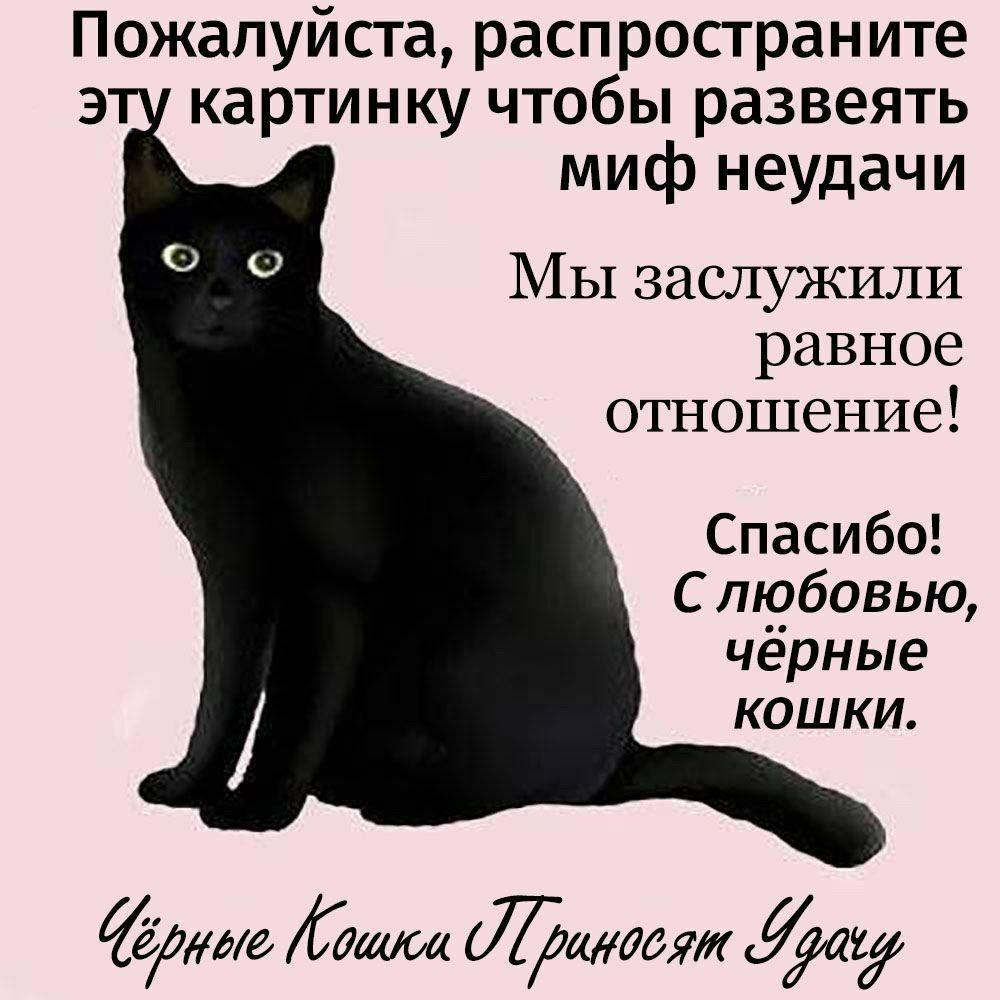 Пожалуйста, распространите
эту картинку чтобы развеять
миф неудачи
Мы заслужили
равное
отношение!
Спасибо!
С любовью,
чёрные
кошки.
Чёрные Кошки Приносят Удачу